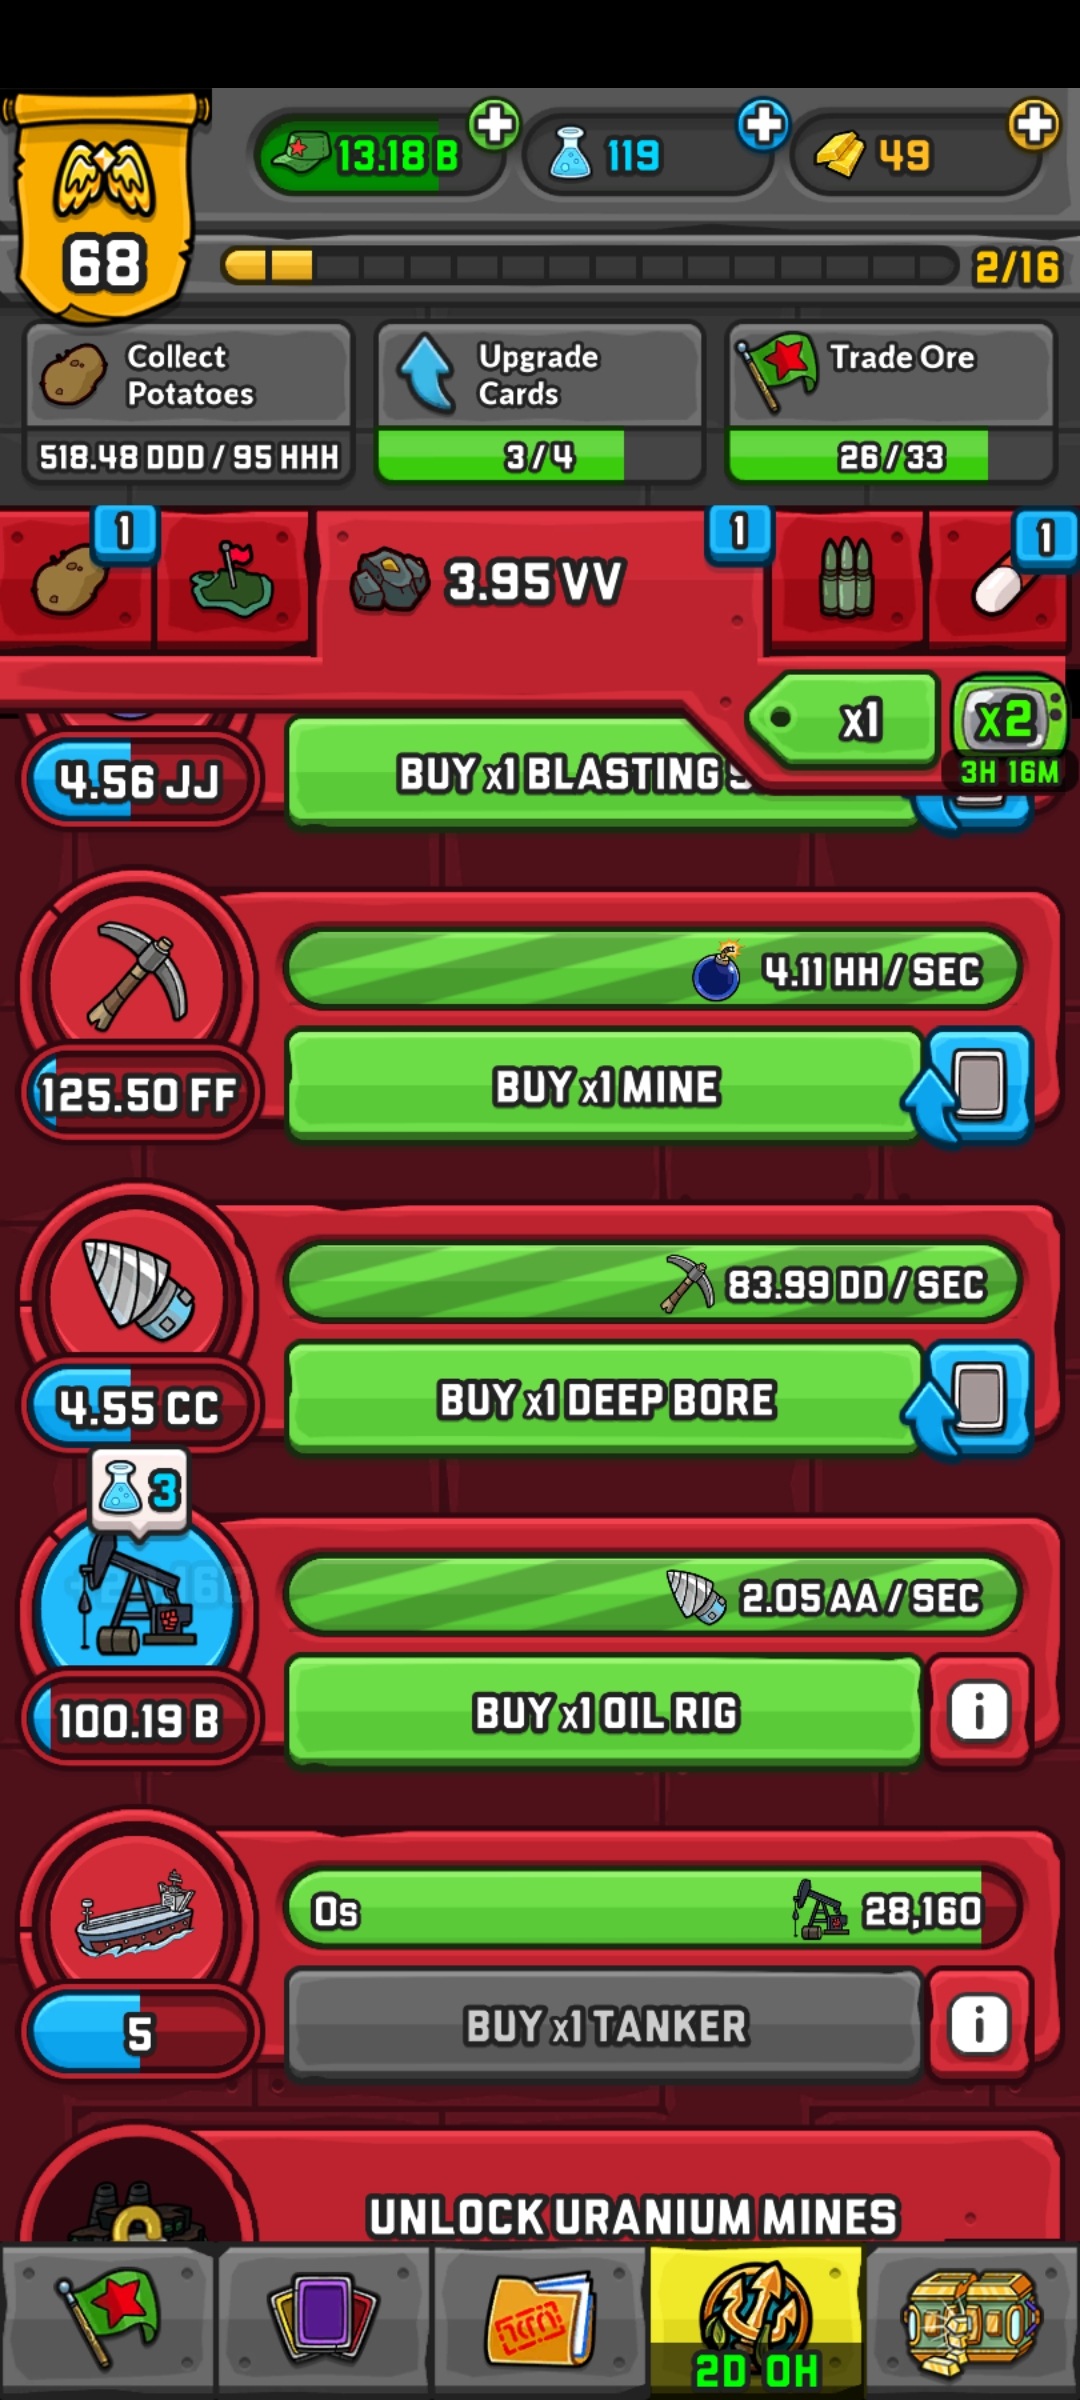 13.18 B
119
49
68
2/16
Collect
Potatoes
518.48 DDD / 95 HHH
Upgrade
Cards
3/4
Trade Ore
26/33
1
3.95 VV
1
1
x1
x2
3H 16M
4.56 JJ
BUY x1 BLASTING
4.11 HH / SEC
125.50 FF
BUY x1 MINE
83.99 DD / SEC
4.55 CC
BUY x1 DEEP BORE
3
2.05 AA / SEC
100.19 B
BUY x1 OIL RIG
i
0s
28,160
5
BUY x1 TANKER
i
UNLOCK URANIUM MINES
2D 0H